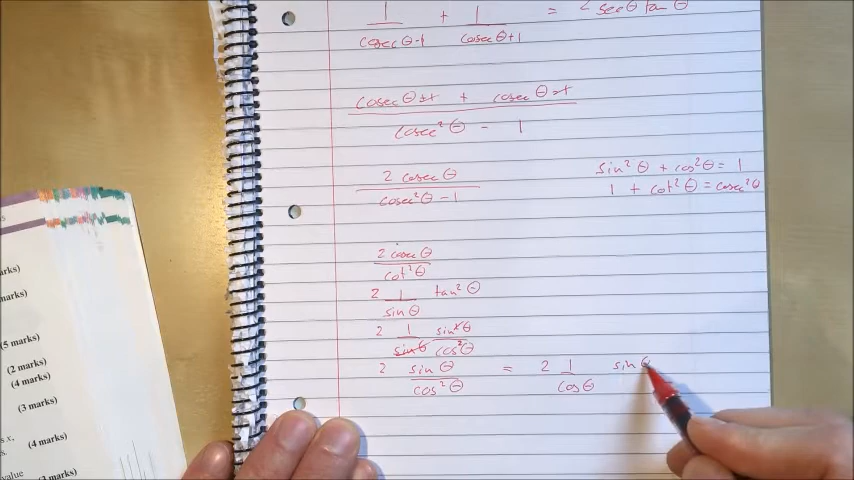 1/(cosec θ-1) + 1/(cosec θ+1) = 2 sec θ tan θ
(cosec θ +1 + cosec θ -1)/(cosec² θ - 1)
2 cosec θ/(cosec² θ -1)
sin² θ + cos² θ = 1
1 + cot² θ = cosec² θ
2 cosec θ/cot² θ
2 1/sin θ tan² θ
2 1/sin θ sin² θ/cos² θ
2 sin θ/cos² θ = 2 1/cos θ sin θ
marks)
marks)
(5 marks)
(2 marks)
(4 marks)
(3 marks)
s x,
s. (4 marks)
value
(3 marks)